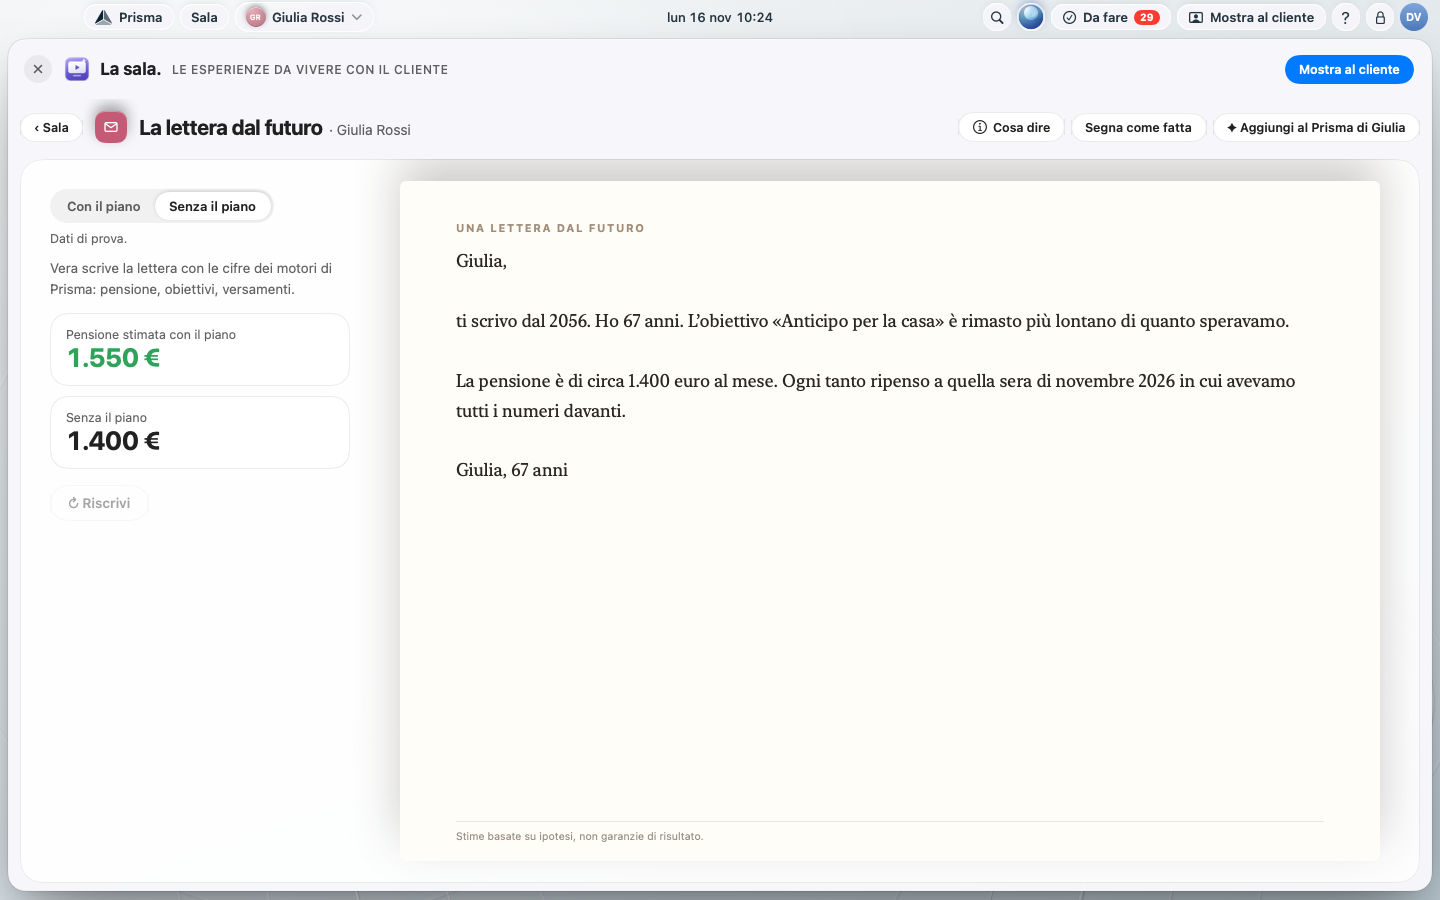 Prisma
Sala
GR Giulia Rossi
lun 16 nov 10:24
Da fare 29
Mostra al cliente
?
DV
La sala. LE ESPERIENZE DA VIVERE CON IL CLIENTE
Mostra al cliente
‹ Sala
La lettera dal futuro · Giulia Rossi
Cosa dire
Segna come fatta
✦ Aggiungi al Prisma di Giulia
Con il piano
Senza il piano
Dati di prova.
Vera scrive la lettera con le cifre dei motori di
Prisma: pensione, obiettivi, versamenti.
Pensione stimata con il piano
1.550 €
Senza il piano
1.400 €
Riscrivi
UNA LETTERA DAL FUTURO
Giulia,
ti scrivo dal 2056. Ho 67 anni. L’obiettivo «Anticipo per la casa» è rimasto più lontano di quanto speravamo.
La pensione è di circa 1.400 euro al mese. Ogni tanto ripenso a quella sera di novembre 2026 in cui avevamo
tutti i numeri davanti.
Giulia, 67 anni
Stime basate su ipotesi, non garanzie di risultato.